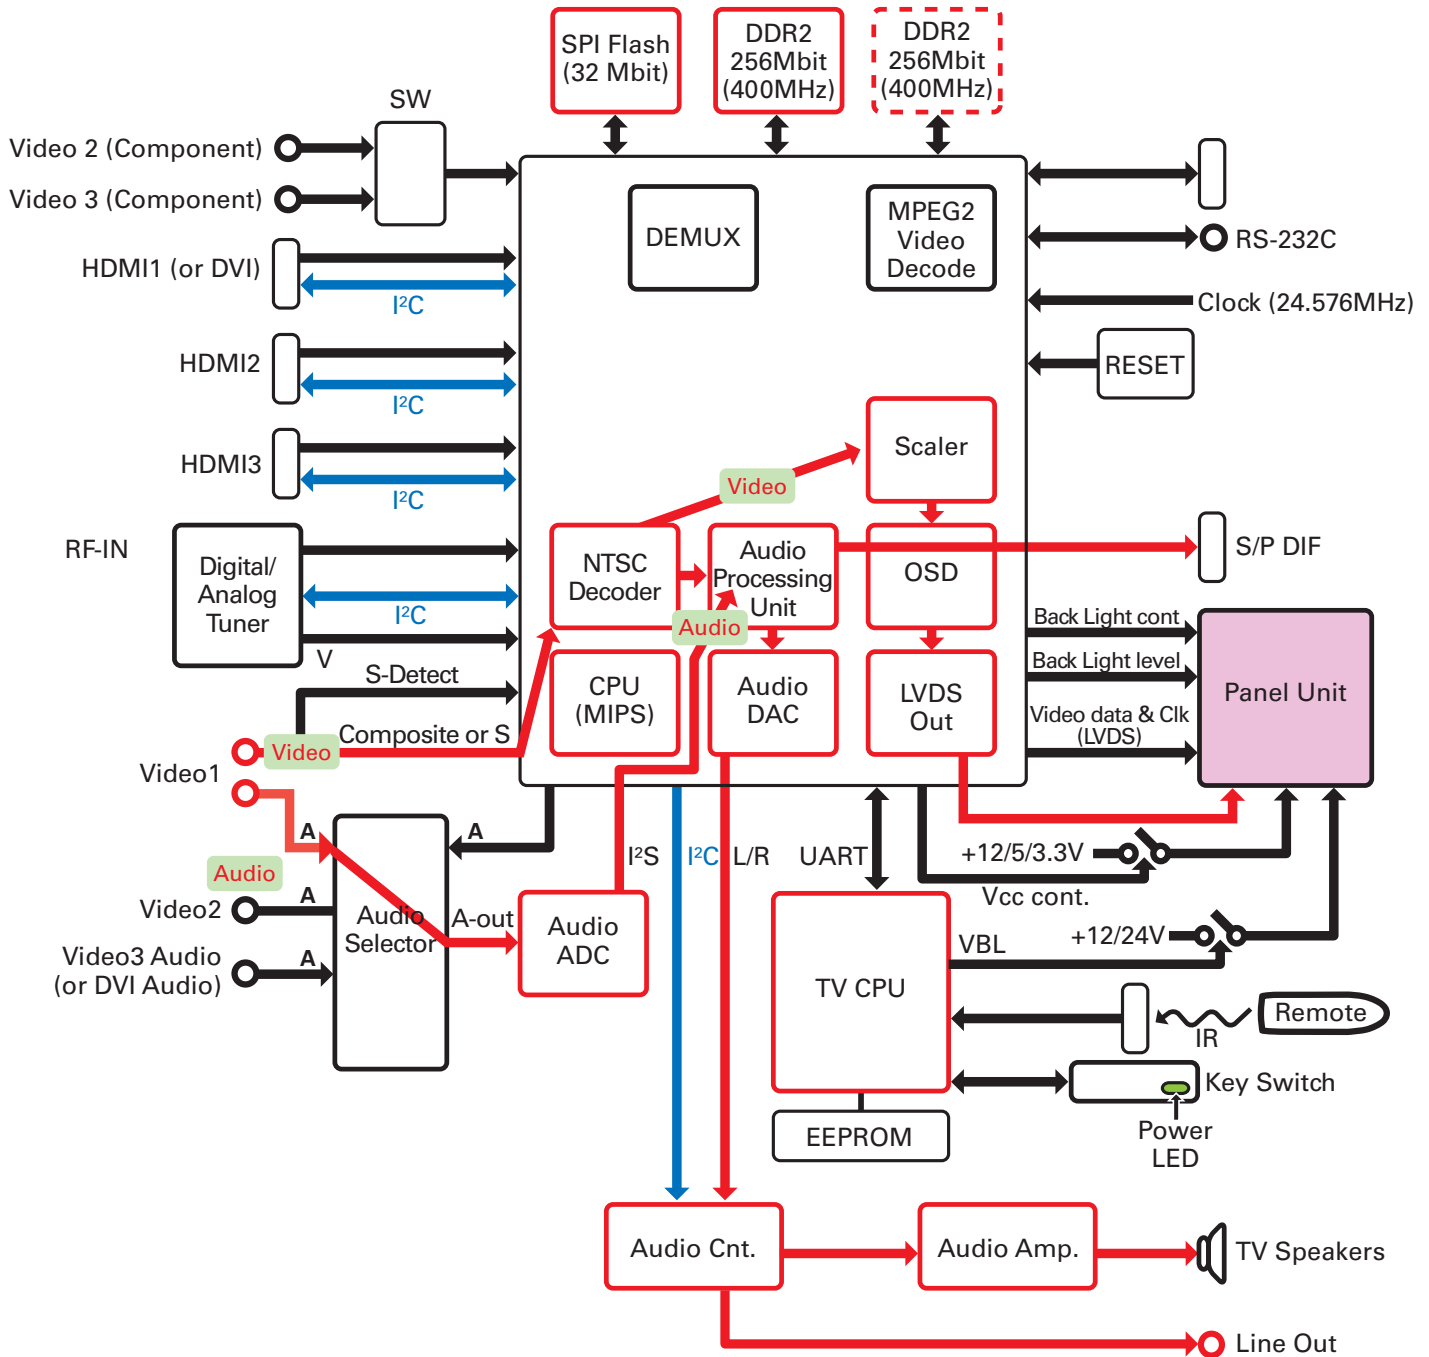 SPI Flash
(32 Mbit)
DDR2
256Mbit
(400MHz)
DDR2
256Mbit
(400MHz)
SW
Video 2 (Component)
Video 3 (Component)
DEMUX
MPEG2
Video
Decode
RS-232C
HDMI1 (or DVI)
I²C
Clock (24.576MHz)
HDMI2
I²C
RESET
HDMI3
I²C
Scaler
Video
RF-IN
Digital/
Analog
Tuner
I²C
V
NTSC
Decoder
Audio
Processing
Unit
OSD
S/P DIF
Audio
Back Light cont
Back Light level
Video data & Clk
(LVDS)
Panel Unit
S-Detect
CPU
(MIPS)
Audio
DAC
LVDS
Out
Composite or S
Video
Video1
A
A
I²S
I²C
L/R
UART
+12/5/3.3V
Vcc cont.
Audio
Video2
A
Audio
Selector
A-out
Audio
ADC
Video3 Audio
(or DVI Audio)
A
+12/24V
VBL
TV CPU
Remote
IR
Key Switch
Power
LED
EEPROM
Audio Cnt.
Audio Amp.
TV Speakers
Line Out